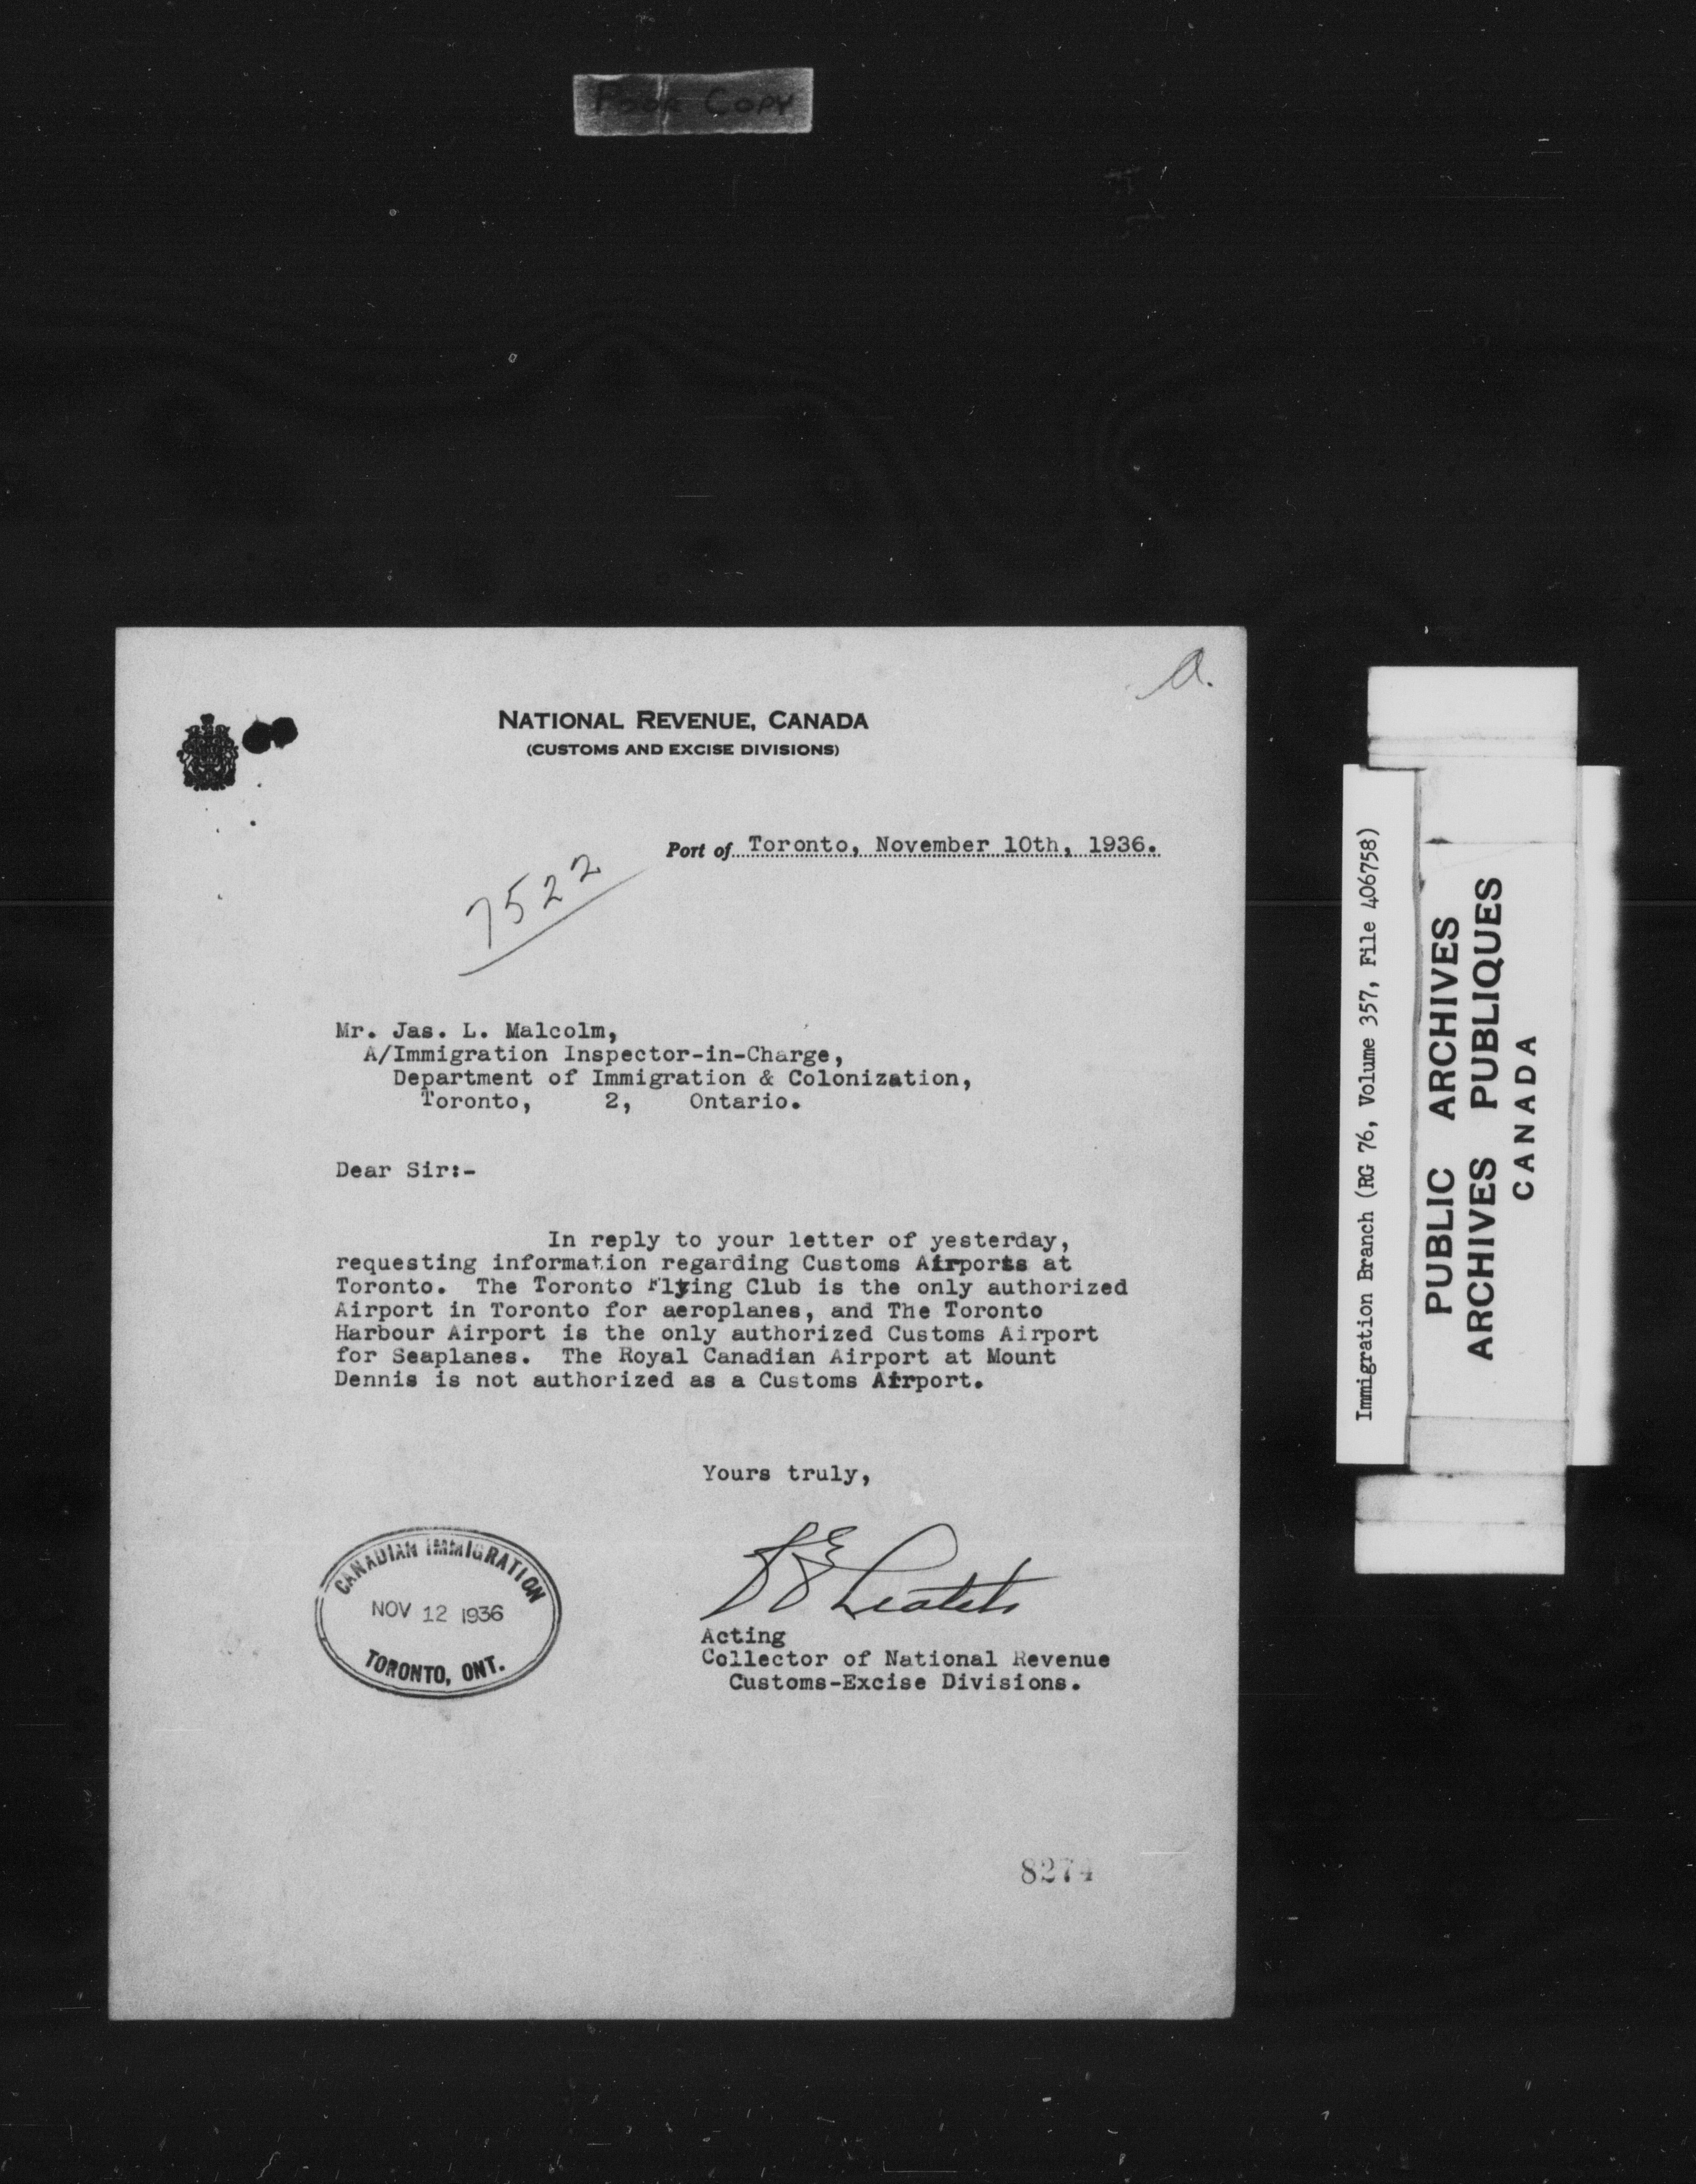 Poor Copy
a.
NATIONAL REVENUE, CANADA
(CUSTOMS AND EXCISE DIVISIONS)
Port of Toronto, November 10th, 1936.
7522
Mr. Jas. L. Malcolm,
A/Immigration Inspector-in-Charge,
Department of Immigration & Colonization,
Toronto, 2, Ontario.
Dear Sir:-
In reply to your letter of yesterday,
requesting information regarding Customs Airports at
Toronto. The Toronto Flying Club is the only authorized
Airport in Toronto for aeroplanes, and The Toronto
Harbour Airport is the only authorized Customs Airport
for Seaplanes. The Royal Canadian Airport at Mount
Dennis is not authorized as a Customs Airport.
Yours truly,
Acting
Collector of National Revenue
Customs-Excise Divisions.
CANADIAN IMMIGRATION
NOV 12 1936
TORONTO, ONT.
8274
Immigration Branch (RG 76, Volume 357, File 406758)
PUBLIC ARCHIVES
ARCHIVES PUBLIQUES
CANADA